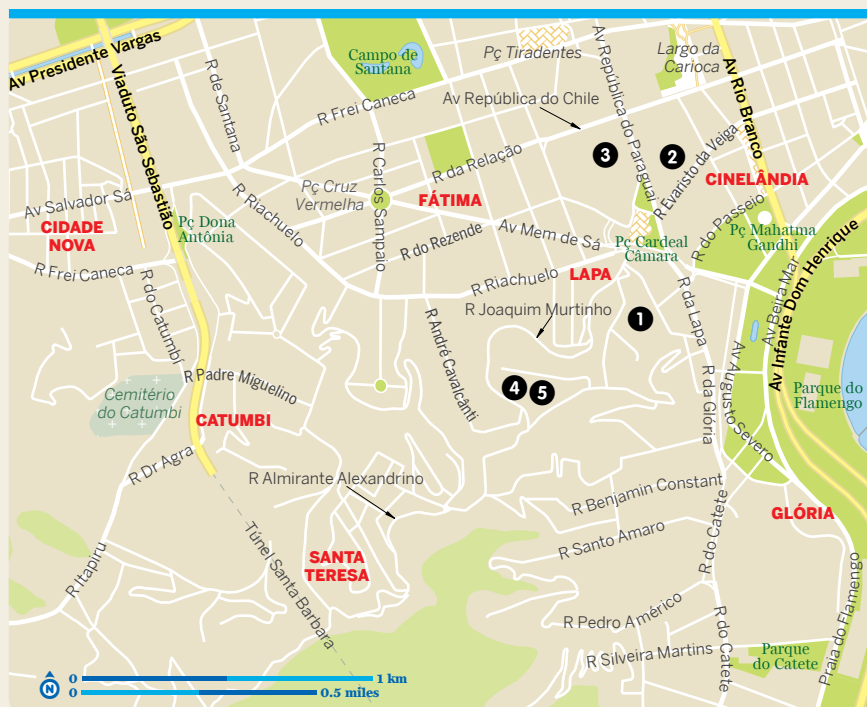 Av Presidente Vargas
Viaduto São Sebastião
R de Santana
Campo de
Santana
Pç Tiradentes
Av República do Paraguai
Largo da
Carioca
Av Rio Branco
R Frei Caneca
Av República do Chile
3
2
R Evaristo da Veiga
CINELÂNDIA
R Carlos Sampaio
R da Relação
Pç Cruz
Vermelha
FÁTIMA
Av Salvador Sá
CIDADE
NOVA
Pç Dona
Antônia
R Riachuelo
R do Rezende
Av Mem de Sá
Pç Cardeal
Câmara
R do Passeio
Pç Mahatma
Gandhi
R Frei Caneca
LAPA
R Riachuelo
R Joaquim Murtinho
1
R da Lapa
Av Beira Mar
Av Infante Dom Henrique
R do Catumbi
R André Cavalcânti
R Padre Miguelino
Cemitério
do Catumbi
CATUMBI
4
5
R da Glória
Av Augusto Severo
Parque do
Flamengo
R Dr Agra
R Almirante Alexandrino
R Benjamin Constant
GLÓRIA
R Santo Amaro
R do Catete
SANTA
TERESA
Túnel Santa Barbara
R Itapiru
R Pedro Américo
R Silveira Martins
R do Catete
Parque
do Catete
Praia do Flamengo
N
0
1 km
0
0.5 miles